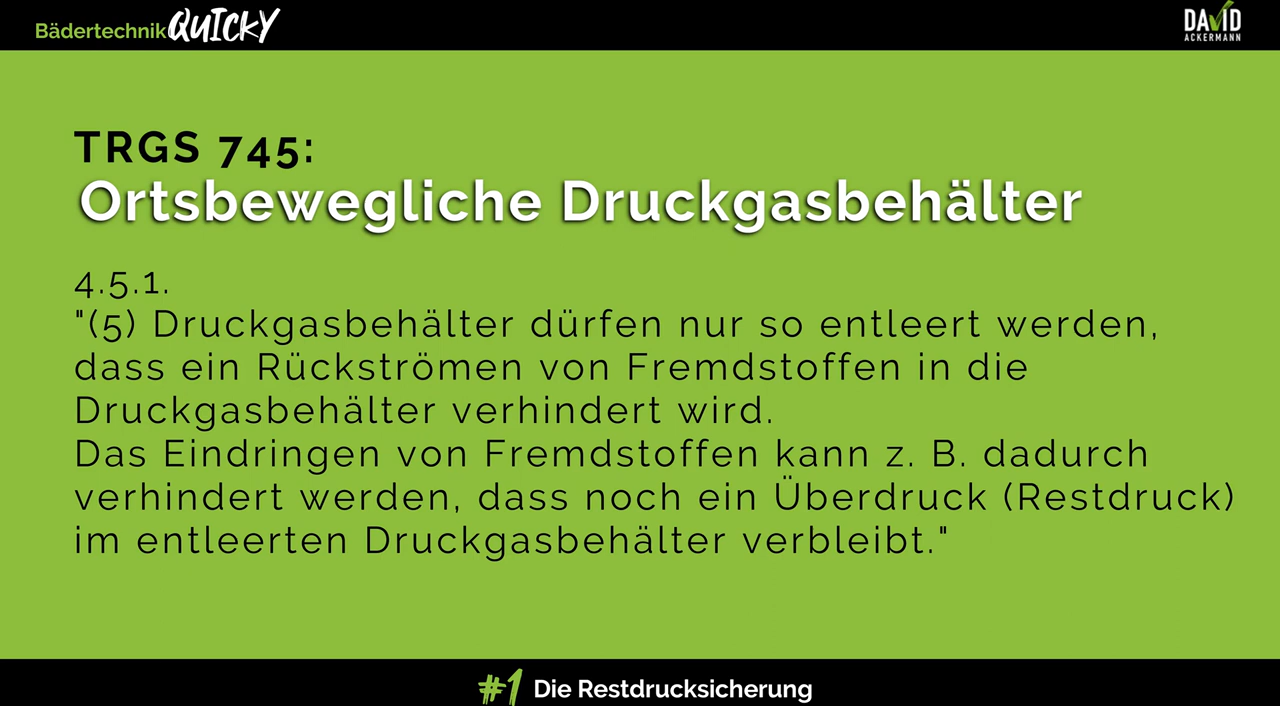 Bädertechnik QUICKY
DAVID
ACKERMANN
TRGS 745:
Ortsbewegliche Druckgasbehälter
4.5.1.
"(5) Druckgasbehälter dürfen nur so entleert werden,
dass ein Rückströmen von Fremdstoffen in die
Druckgasbehälter verhindert wird.
Das Eindringen von Fremdstoffen kann z. B. dadurch
verhindert werden, dass noch ein Überdruck (Restdruck)
im entleerten Druckgasbehälter verbleibt."
#1 Die Restdrucksicherung